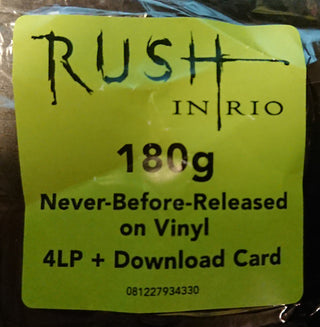 RUSH
IN RIO
180g
Never-Before-Released
on Vinyl
4LP + Download Card
081227934330